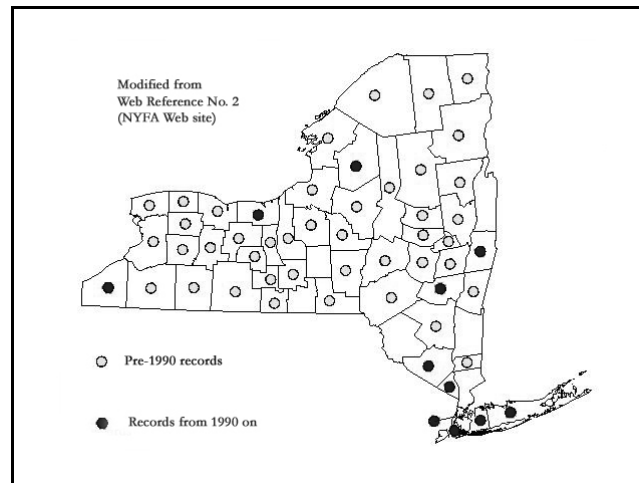 Modified from
Web Reference No. 2
(NYFA Web site)
Pre-1990 records
Records from 1990 on